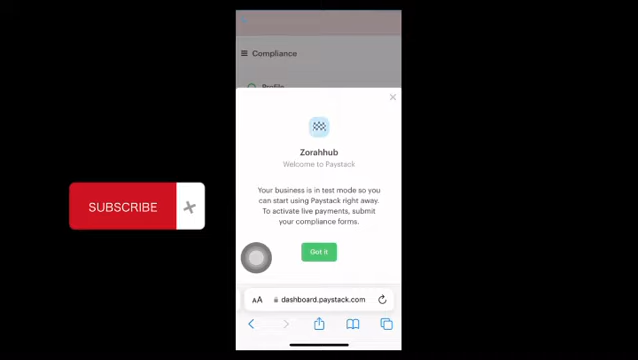 Compliance
Profile
Zorahhub
Welcome to Paystack
Your business is in test mode so you
can start using Paystack right away.
To activate live payments, submit
your compliance forms.
Got it
SUBSCRIBE
AA
dashboard.paystack.com